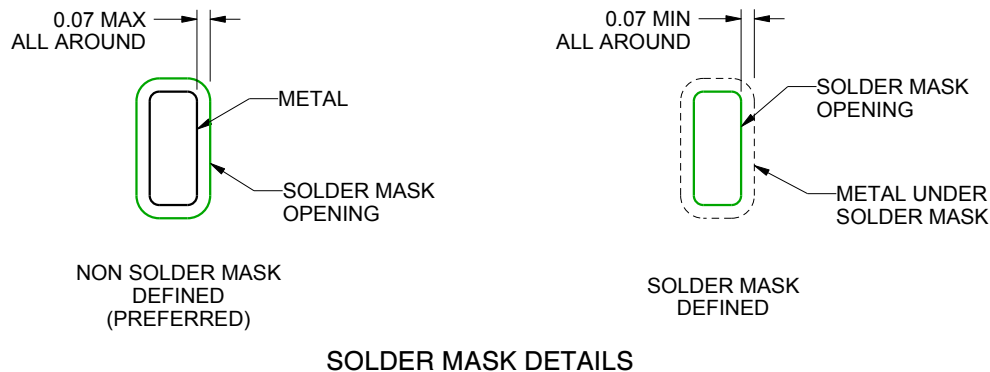 0.07 MAX
ALL AROUND
METAL
SOLDER MASK
OPENING
NON SOLDER MASK
DEFINED
(PREFERRED)
0.07 MIN
ALL AROUND
SOLDER MASK
OPENING
METAL UNDER
SOLDER MASK
SOLDER MASK
DEFINED
SOLDER MASK DETAILS